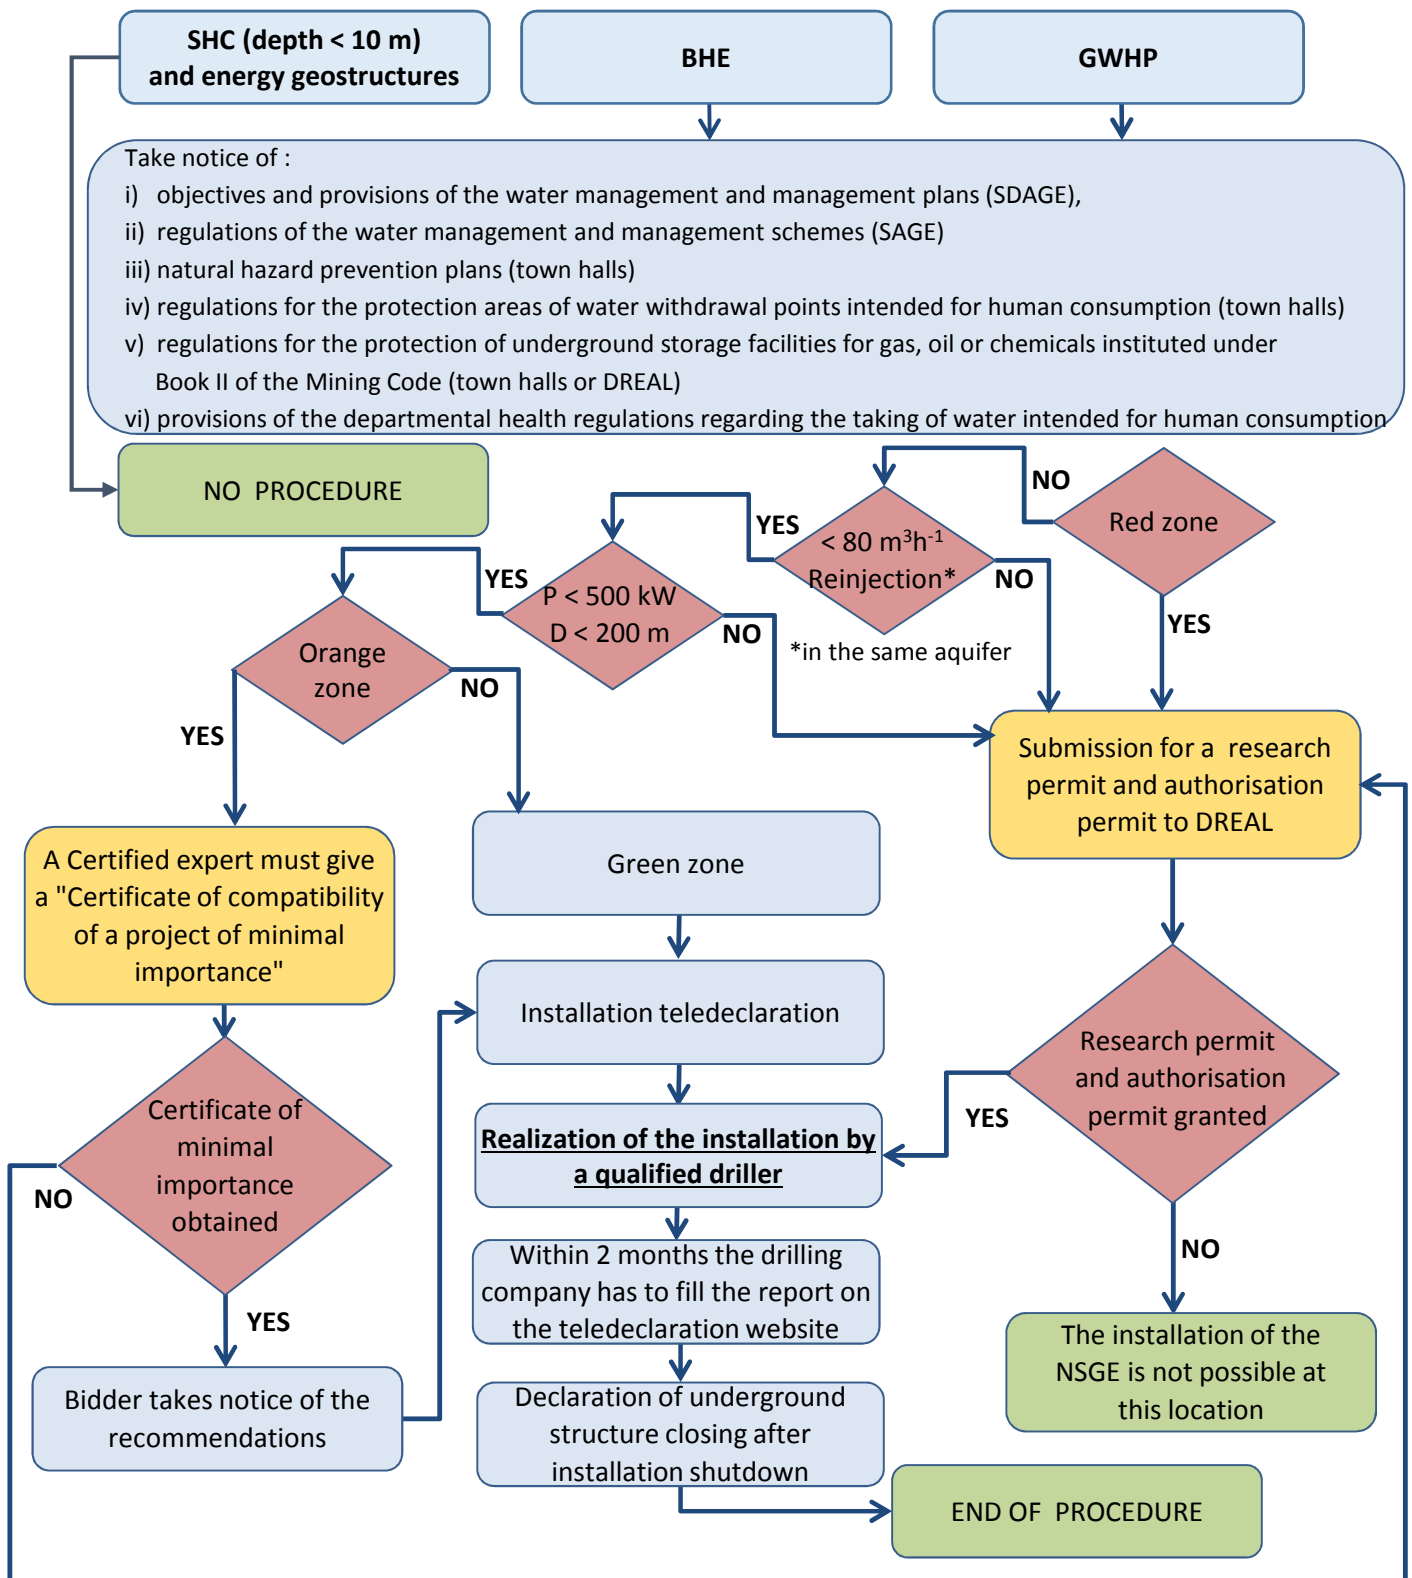 SHC (depth < 10 m)
and energy geostructures
BHE
GWHP
Take notice of :
i) objectives and provisions of the water management and management plans (SDAGE),
ii) regulations of the water management and management schemes (SAGE)
iii) natural hazard prevention plans (town halls)
iv) regulations for the protection areas of water withdrawal points intended for human consumption (town halls)
v) regulations for the protection of underground storage facilities for gas, oil or chemicals instituted under
Book II of the Mining Code (town halls or DREAL)
vi) provisions of the departmental health regulations regarding the taking of water intended for human consumption
NO PROCEDURE
NO
Red zone
YES
YES
< 80 m³h⁻¹
Reinjection*
NO
*in the same aquifer
YES
P < 500 kW
D < 200 m
NO
Orange
zone
NO
YES
Submission for a research
permit and authorisation
permit to DREAL
A Certified expert must give
a "Certificate of compatibility
of a project of minimal
importance"
Green zone
Installation teledeclaration
Research permit
and authorisation
permit granted
YES
NO
Certificate of
minimal
importance
obtained
NO
YES
Realization of the installation by
a qualified driller
Within 2 months the drilling
company has to fill the report on
the teledeclaration website
The installation of the
NSGE is not possible at
this location
Bidder takes notice of the
recommendations
Declaration of underground
structure closing after
installation shutdown
END OF PROCEDURE